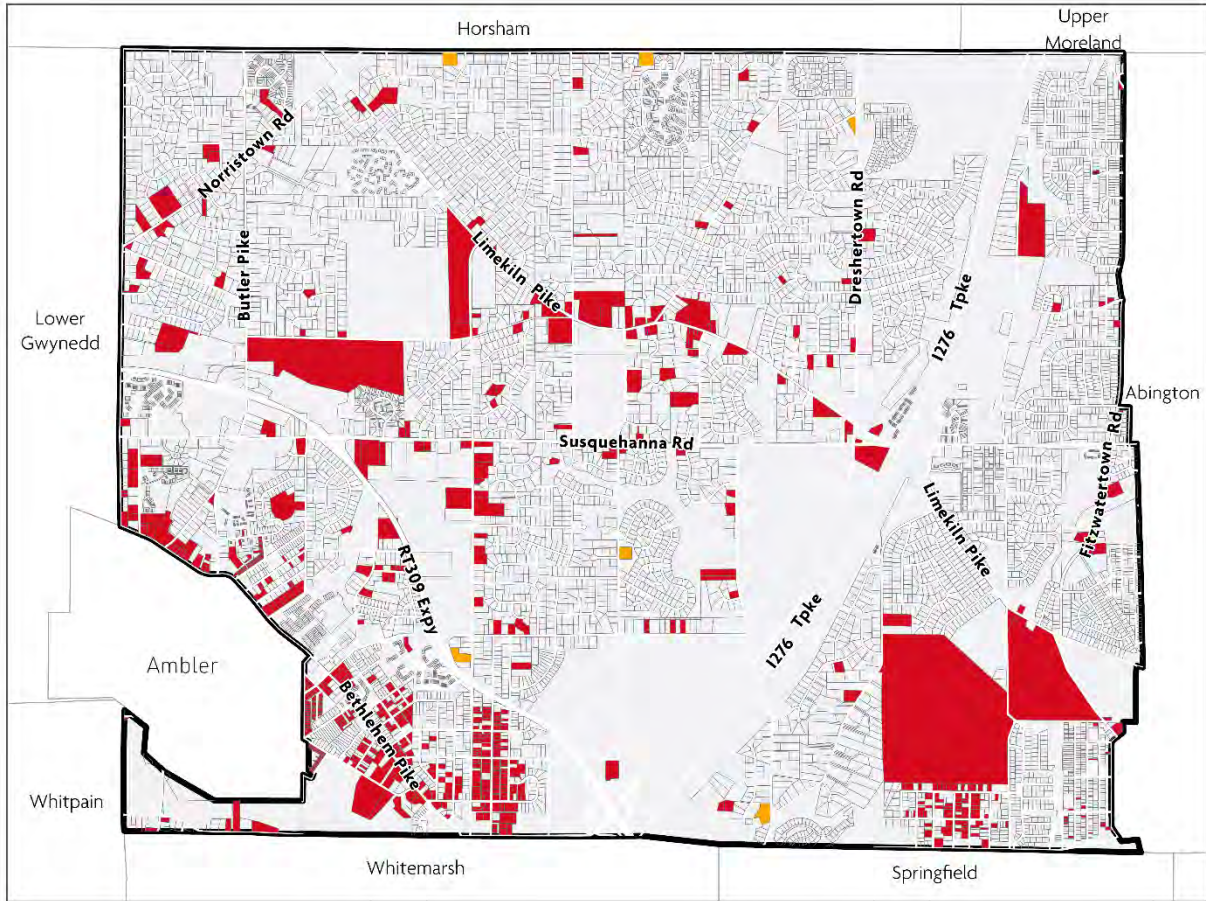 Horsham
Upper
Moreland
Norristown Rd
Butler Pike
Limekiln Pike
Dreshertown Rd
I276 Tpke
Lower
Gwynedd
Abington
Susquehanna Rd
Fitzwatertown Rd
Limekiln Pike
RT309 Expy
I276 Tpke
Ambler
Bethlehem Pike
Whitpain
Whitemarsh
Springfield